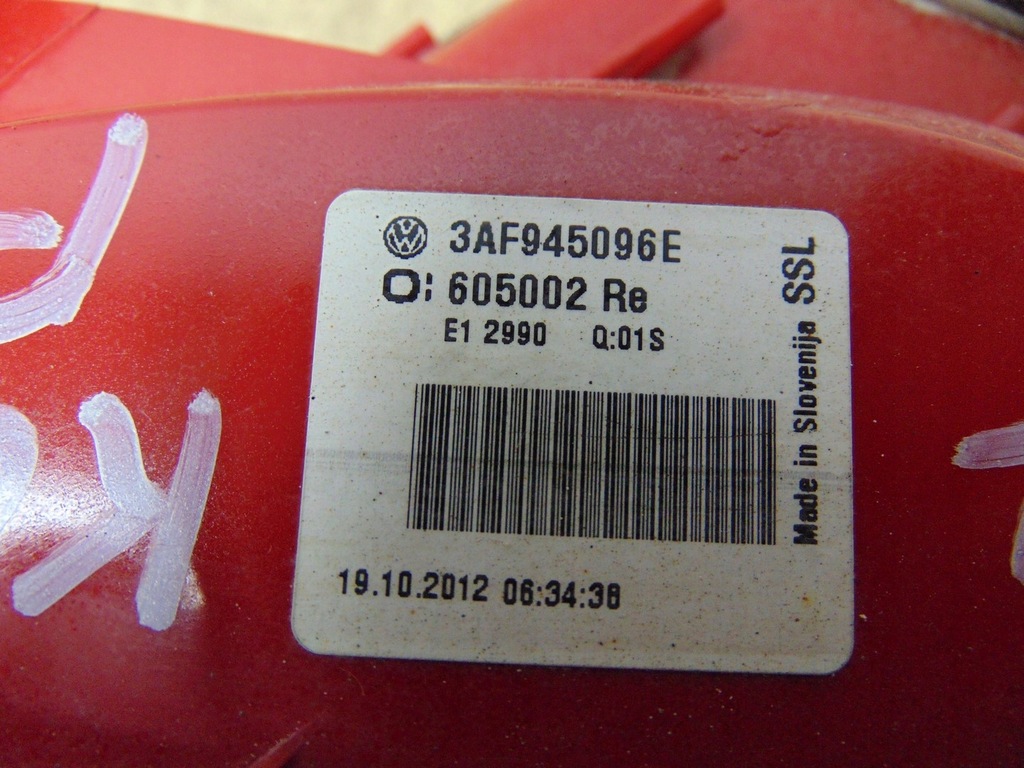 3AF945096E
O: 605002 Re
E1 2990 Q:01S
Made in Slovenija SSL
19.10.2012 06:34:38